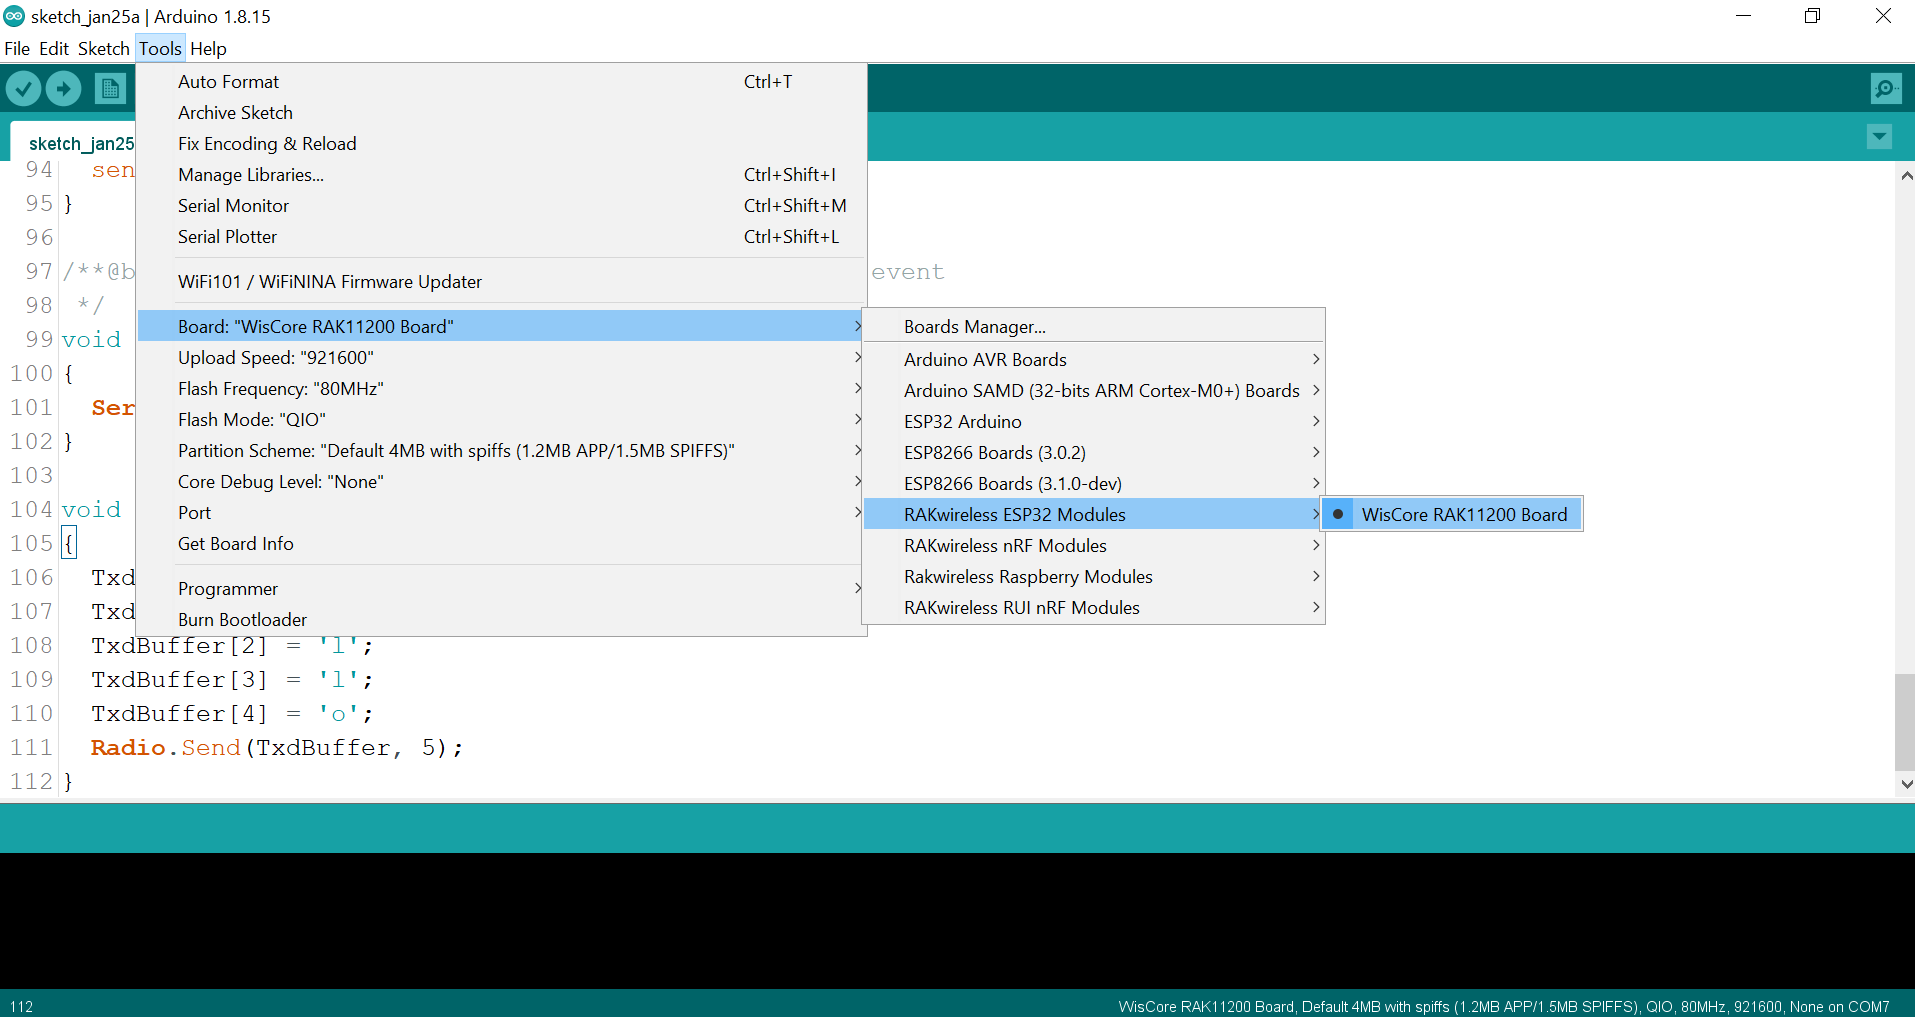 sketch_jan25a | Arduino 1.8.15
File Edit Sketch Tools Help
sketch_jan25
Auto Format Ctrl+T
Archive Sketch
Fix Encoding & Reload
Manage Libraries... Ctrl+Shift+I
Serial Monitor Ctrl+Shift+M
Serial Plotter Ctrl+Shift+L
WiFi101 / WiFiNINA Firmware Updater
Board: "WisCore RAK11200 Board"
Upload Speed: "921600"
Flash Frequency: "80MHz"
Flash Mode: "QIO"
Partition Scheme: "Default 4MB with spiffs (1.2MB APP/1.5MB SPIFFS)"
Core Debug Level: "None"
Port
Get Board Info
Programmer
Burn Bootloader
Boards Manager...
Arduino AVR Boards
Arduino SAMD (32-bits ARM Cortex-M0+) Boards
ESP32 Arduino
ESP8266 Boards (3.0.2)
ESP8266 Boards (3.1.0-dev)
RAKwireless ESP32 Modules
RAKwireless nRF Modules
Rakwireless Raspberry Modules
RAKwireless RUI nRF Modules
WisCore RAK11200 Board
94 sen
95 }
96
97 /**@b event
98 */
99 void
100 {
101 Ser
102 }
103
104 void
105 {
106 Txd
107 Txd
108 TxdBuffer[2] = 'l';
109 TxdBuffer[3] = 'l';
110 TxdBuffer[4] = 'o';
111 Radio.Send(TxdBuffer, 5);
112 }
112 WisCore RAK11200 Board, Default 4MB with spiffs (1.2MB APP/1.5MB SPIFFS), QIO, 80MHz, 921600, None on COM7